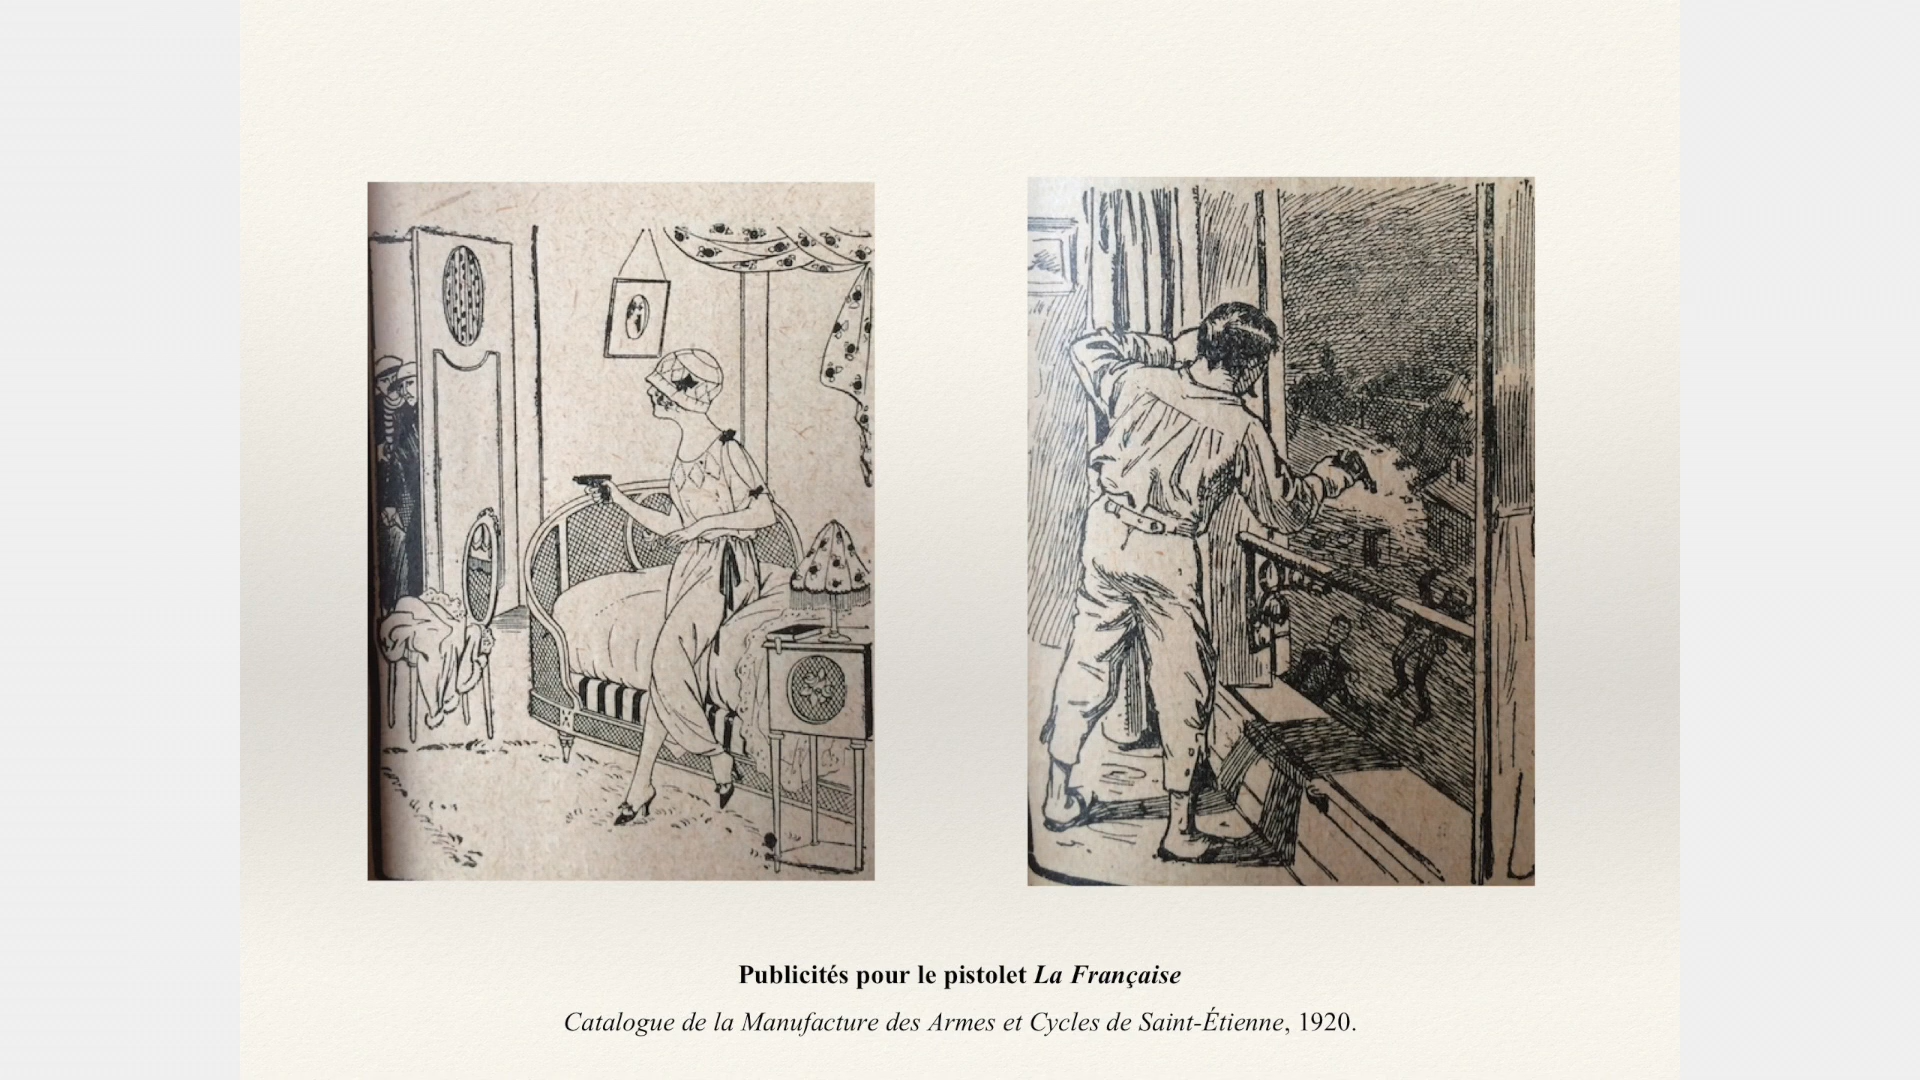 Publicités pour le pistolet La Française
Catalogue de la Manufacture des Armes et Cycles de Saint-Étienne, 1920.